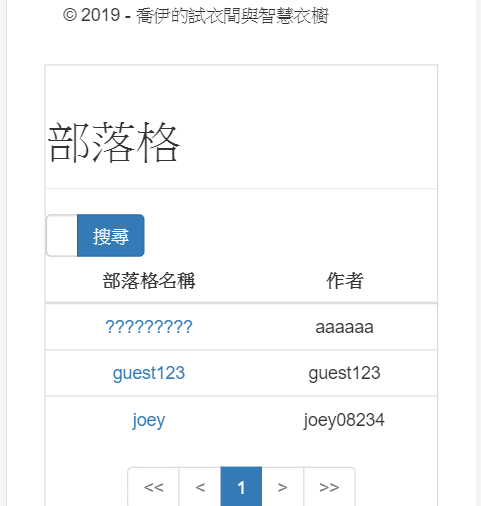 © 2019 - 喬伊的試衣間與智慧衣櫥
部落格
搜尋
部落格名稱 作者
????????? aaaaaa
guest123 guest123
joey joey08234
<< < 1 > >>